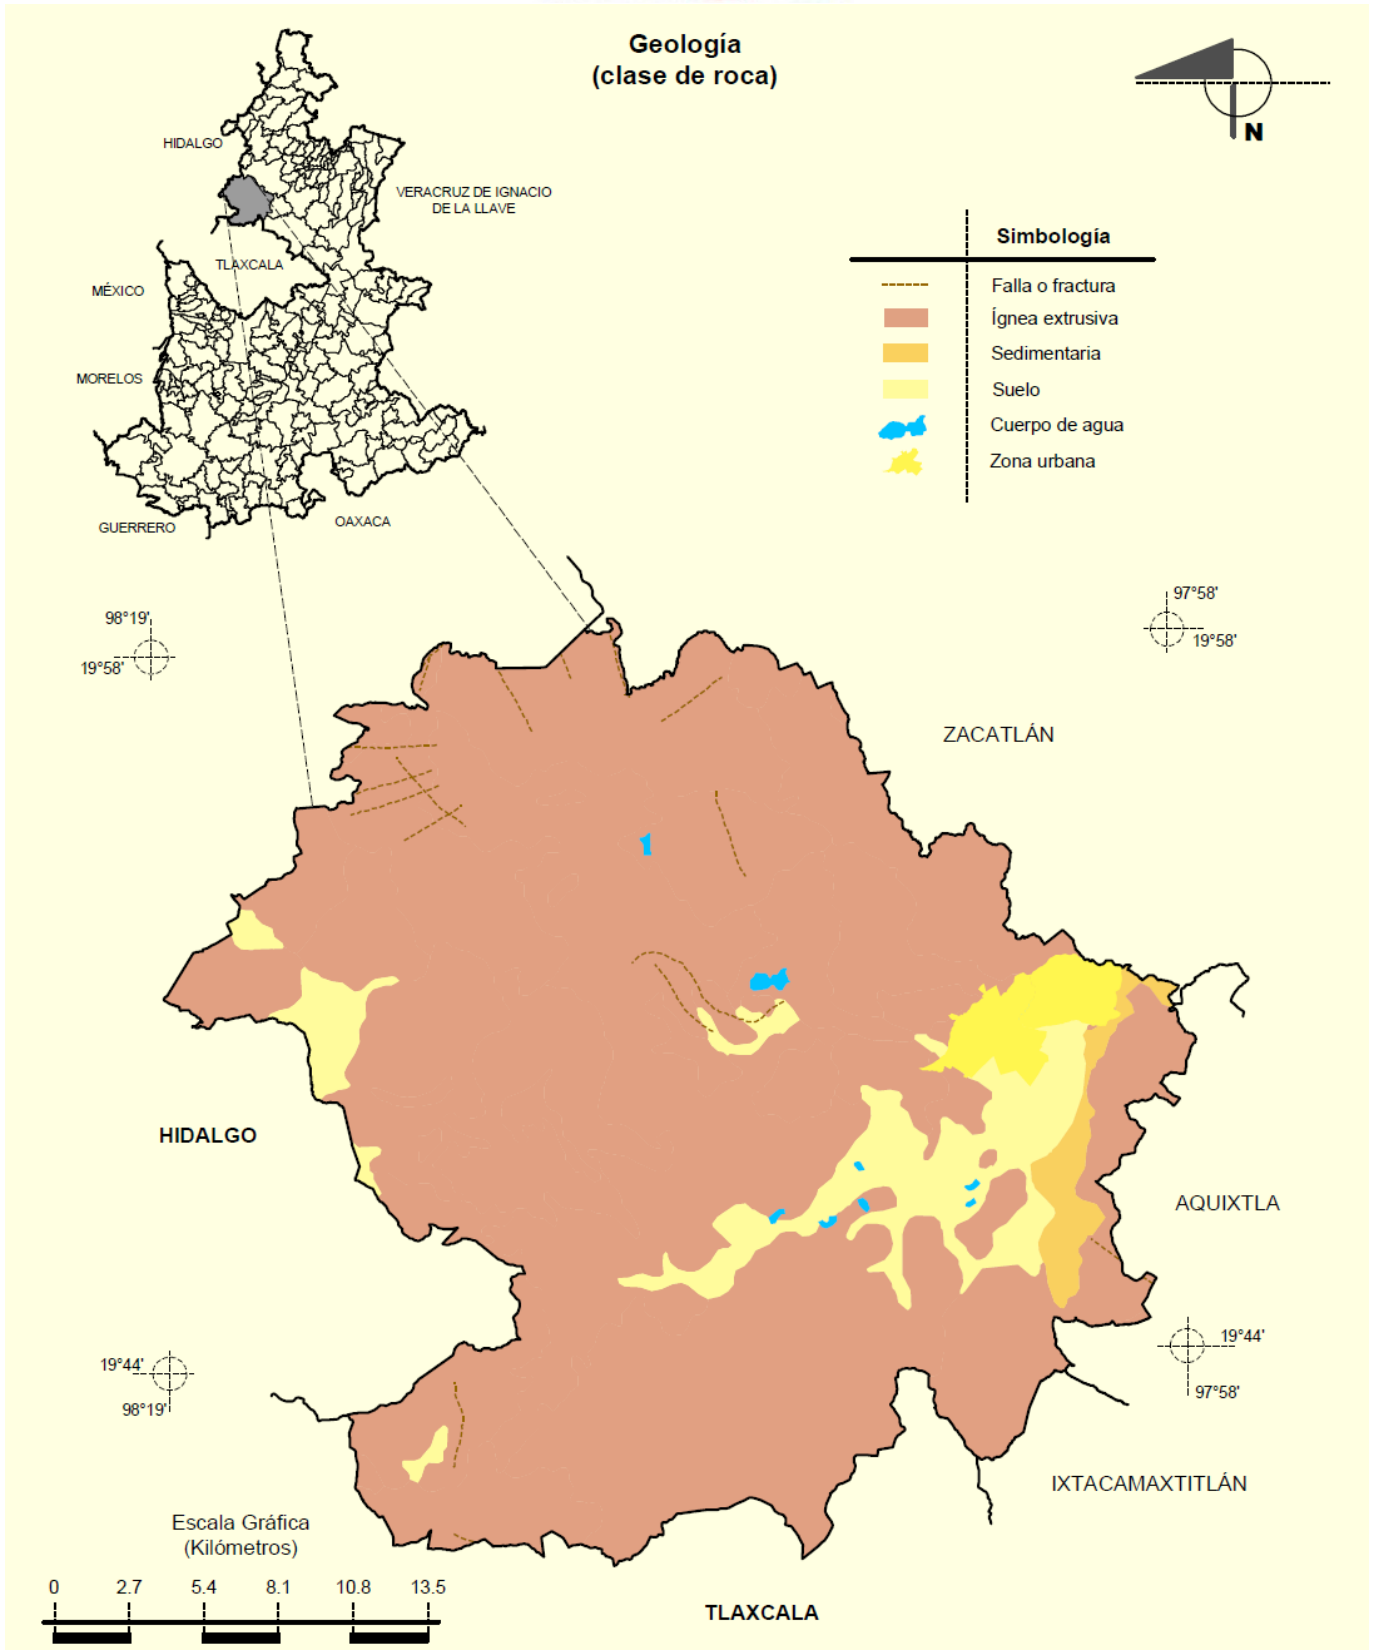 Geología
(clase de roca)
N
HIDALGO
VERACRUZ DE IGNACIO
DE LA LLAVE
TLAXCALA
MÉXICO
MORELOS
GUERRERO
OAXACA
Simbología
Falla o fractura
Ígnea extrusiva
Sedimentaria
Suelo
Cuerpo de agua
Zona urbana
98°19'
19°58'
97°58'
19°58'
ZACATLÁN
HIDALGO
AQUIXTLA
19°44'
98°19'
19°44'
97°58'
IXTACAMAXTITLÁN
Escala Gráfica
(Kilómetros)
0 2.7 5.4 8.1 10.8 13.5
TLAXCALA